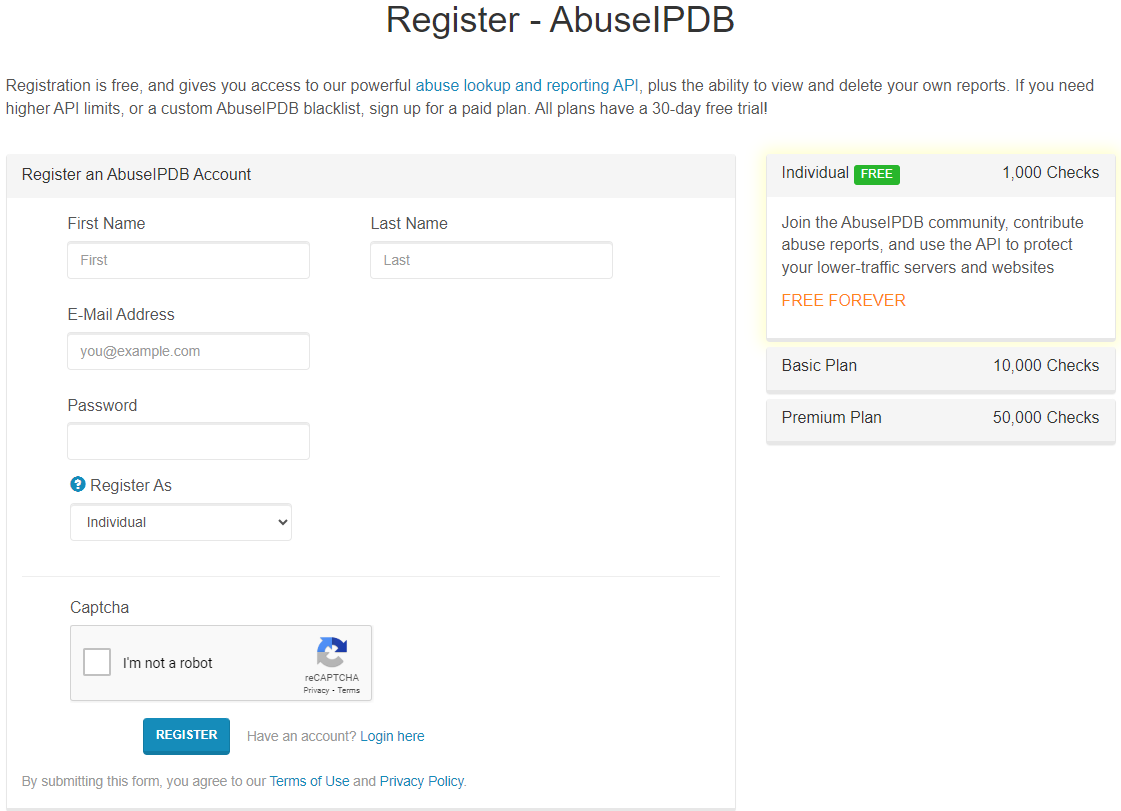 Register - AbuseIPDB
Registration is free, and gives you access to our powerful abuse lookup and reporting API, plus the ability to view and delete your own reports. If you need
higher API limits, or a custom AbuseIPDB blacklist, sign up for a paid plan. All plans have a 30-day free trial!
Register an AbuseIPDB Account
First Name
Last Name
First
Last
E-Mail Address
you@example.com
Password
Register As
Individual
Captcha
I'm not a robot
reCAPTCHA
Privacy - Terms
REGISTER
Have an account? Login here
By submitting this form, you agree to our Terms of Use and Privacy Policy.
Individual FREE 1,000 Checks
Join the AbuseIPDB community, contribute
abuse reports, and use the API to protect
your lower-traffic servers and websites
FREE FOREVER
Basic Plan 10,000 Checks
Premium Plan 50,000 Checks